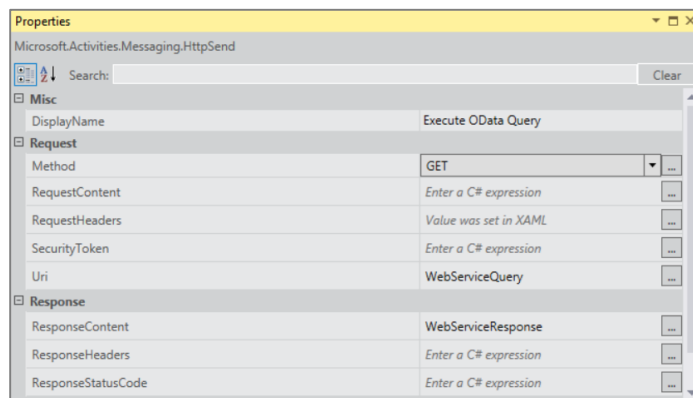 Properties
Microsoft.Activities.Messaging.HttpSend
Search: Clear
Misc
DisplayName Execute OData Query
Request
Method GET ...
RequestContent Enter a C# expression ...
RequestHeaders Value was set in XAML ...
SecurityToken Enter a C# expression ...
Uri WebServiceQuery ...
Response
ResponseContent WebServiceResponse ...
ResponseHeaders Enter a C# expression ...
ResponseStatusCode Enter a C# expression ...